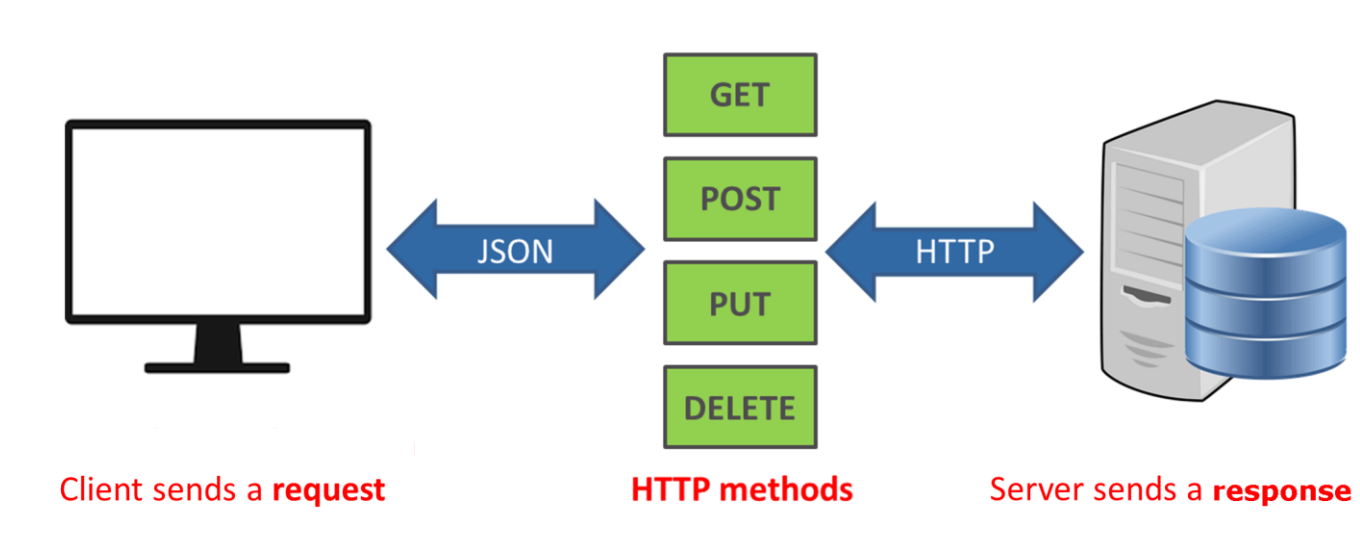 GET
POST
JSON
HTTP
PUT
DELETE
Client sends a request
HTTP methods
Server sends a response